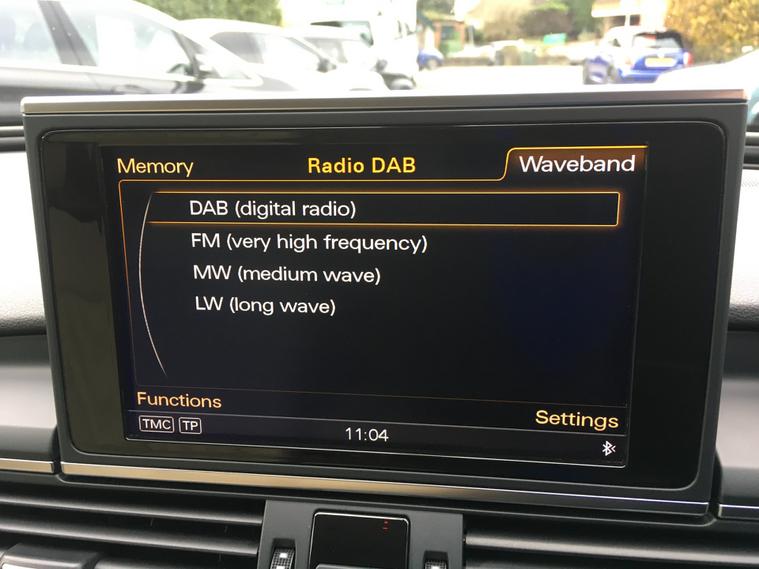 Memory
Radio DAB
Waveband
DAB (digital radio)
FM (very high frequency)
MW (medium wave)
LW (long wave)
Functions
Settings
TMC TP
11:04